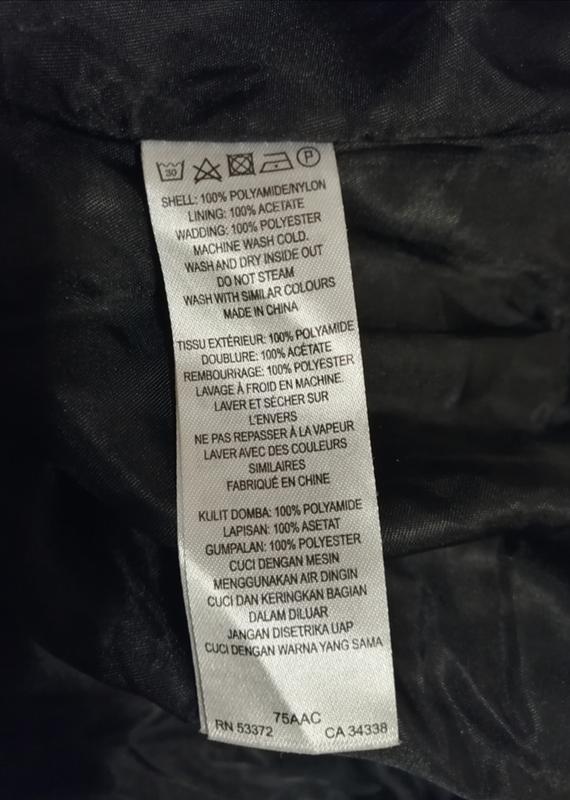 30 P
SHELL: 100% POLYAMIDE/NYLON
LINING: 100% ACETATE
WADDING: 100% POLYESTER
MACHINE WASH COLD.
WASH AND DRY INSIDE OUT
DO NOT STEAM
WASH WITH SIMILAR COLOURS
MADE IN CHINA
TISSU EXTÉRIEUR: 100% POLYAMIDE
DOUBLURE: 100% ACÉTATE
REMBOURRAGE: 100% POLYESTER
LAVAGE À FROID EN MACHINE.
LAVER ET SÉCHER SUR
L'ENVERS
NE PAS REPASSER À LA VAPEUR
LAVER AVEC DES COULEURS
SIMILAIRES
FABRIQUÉ EN CHINE
KULIT DOMBA: 100% POLYAMIDE
LAPISAN: 100% ASETAT
GUMPALAN: 100% POLYESTER
CUCI DENGAN MESIN
MENGGUNAKAN AIR DINGIN
CUCI DAN KERINGKAN BAGIAN
DALAM DILUAR
JANGAN DISETRIKA UAP
CUCI DENGAN WARNA YANG SAMA
75AAC
RN 53372 CA 34338